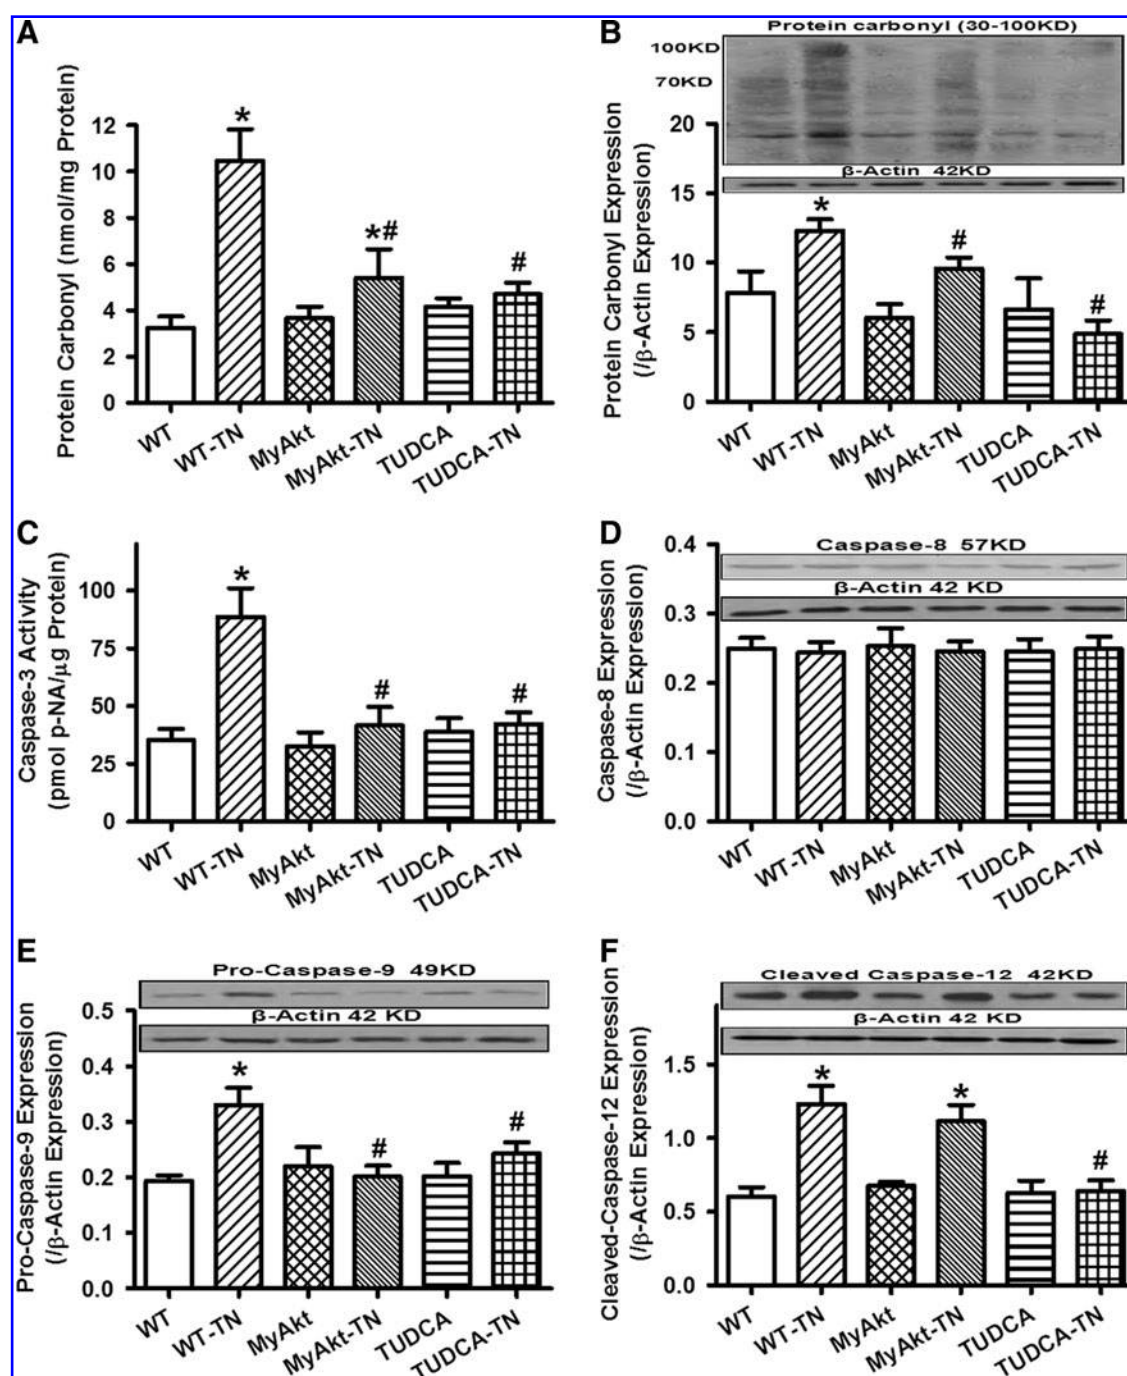 A
Protein Carbonyl (nmol/mg Protein)
12
10
8
6
4
2
0
*
*#
#
WT
WT-TN
MyAkt
MyAkt-TN
TUDCA
TUDCA-TN
B
Protein carbonyl (30-100KD)
100KD
70KD
β-Actin 42KD
Protein Carbonyl Expression
(/β-Actin Expression)
20
15
10
5
0
*
#
#
WT
WT-TN
MyAkt
MyAkt-TN
TUDCA
TUDCA-TN
C
Caspase-3 Activity
(pmol p-NA/μg Protein)
100
75
50
25
0
*
#
#
WT
WT-TN
MyAkt
MyAkt-TN
TUDCA
TUDCA-TN
D
Caspase-8 57KD
β-Actin 42 KD
Caspase-8 Expression
(/β-Actin Expression)
0.4
0.3
0.2
0.1
0.0
WT
WT-TN
MyAkt
MyAkt-TN
TUDCA
TUDCA-TN
E
Pro-Caspase-9 49KD
β-Actin 42 KD
Pro-Caspase-9 Expression
(/β-Actin Expression)
0.5
0.4
0.3
0.2
0.1
0.0
*
#
#
WT
WT-TN
MyAkt
MyAkt-TN
TUDCA
TUDCA-TN
F
Cleaved Caspase-12 42KD
β-Actin 42 KD
Cleaved-Caspase-12 Expression
(/β-Actin Expression)
1.5
1.0
0.5
0.0
*
*
#
WT
WT-TN
MyAkt
MyAkt-TN
TUDCA
TUDCA-TN